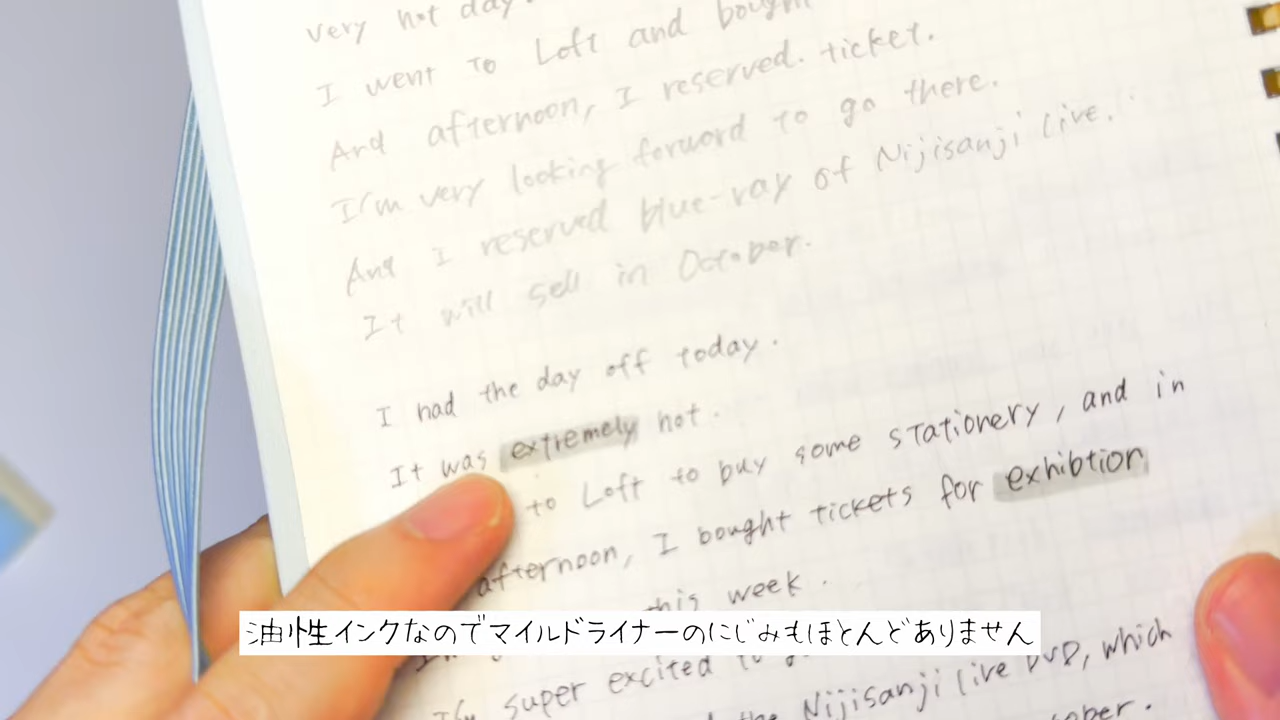 very hot day.
I went to Loft and bought
And afternoon, I reserved. ticket.
I'm very looking forword to go there.
And I reserved blue-ray of Nijisanji live.
It will sell in October.
I had the day off today.
It was extremely hot.
to Loft to buy some stationery, and in
afternoon, I bought tickets for exhibtion
this week.
I'm super excited to
Nijisanji live DVD, which
油性インクなのでマイルドライナーのにじみもほとんどありません